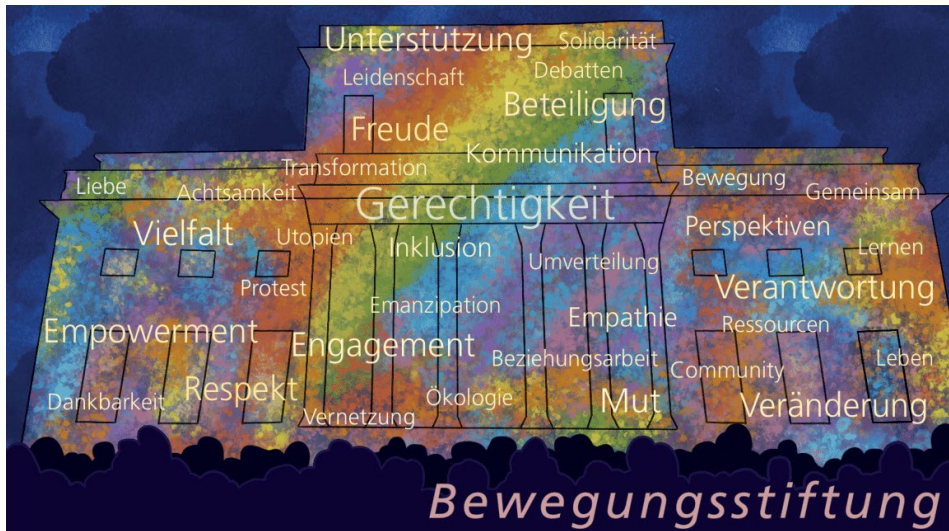 Unterstützung
Solidarität
Leidenschaft
Debatten
Beteiligung
Freude
Kommunikation
Transformation
Bewegung
Liebe
Achtsamkeit
Gemeinsam
Gerechtigkeit
Vielfalt
Utopien
Inklusion
Perspektiven
Lernen
Umverteilung
Protest
Verantwortung
Emanzipation
Empathie
Ressourcen
Empowerment
Engagement
Beziehungsarbeit
Leben
Community
Respekt
Dankbarkeit
Ökologie
Mut
Veränderung
Vernetzung
Bewegungsstiftung